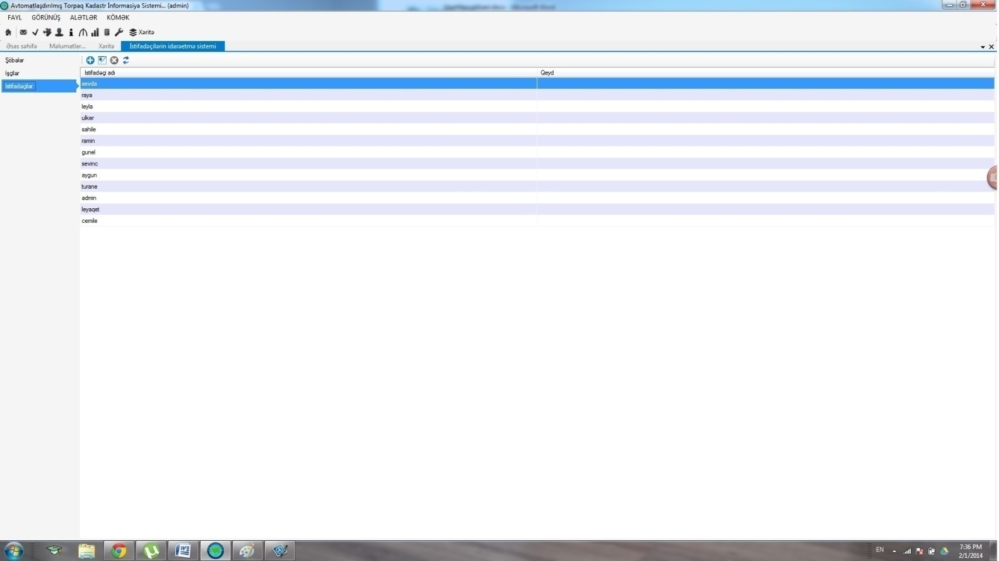 Avtomatlaşdırılmış Torpaq Kadastr İnformasiya Sistemi... (admin)
FAYL GÖRÜNÜŞ ALƏTLƏR KÖMƏK
Xəritə
Əsas səhifə Məlumatlar... Xəritə İstifadəçilərin idarəetmə sistemi
Şöbələr
İşçilər
İstifadəçilər
İstifadəçi adı Qeyd
sevda
raya
leyla
ulker
sahile
ramin
gunel
sevinc
aygun
turane
admin
leyaqet
cemile
EN
7:36 PM
2/1/2014